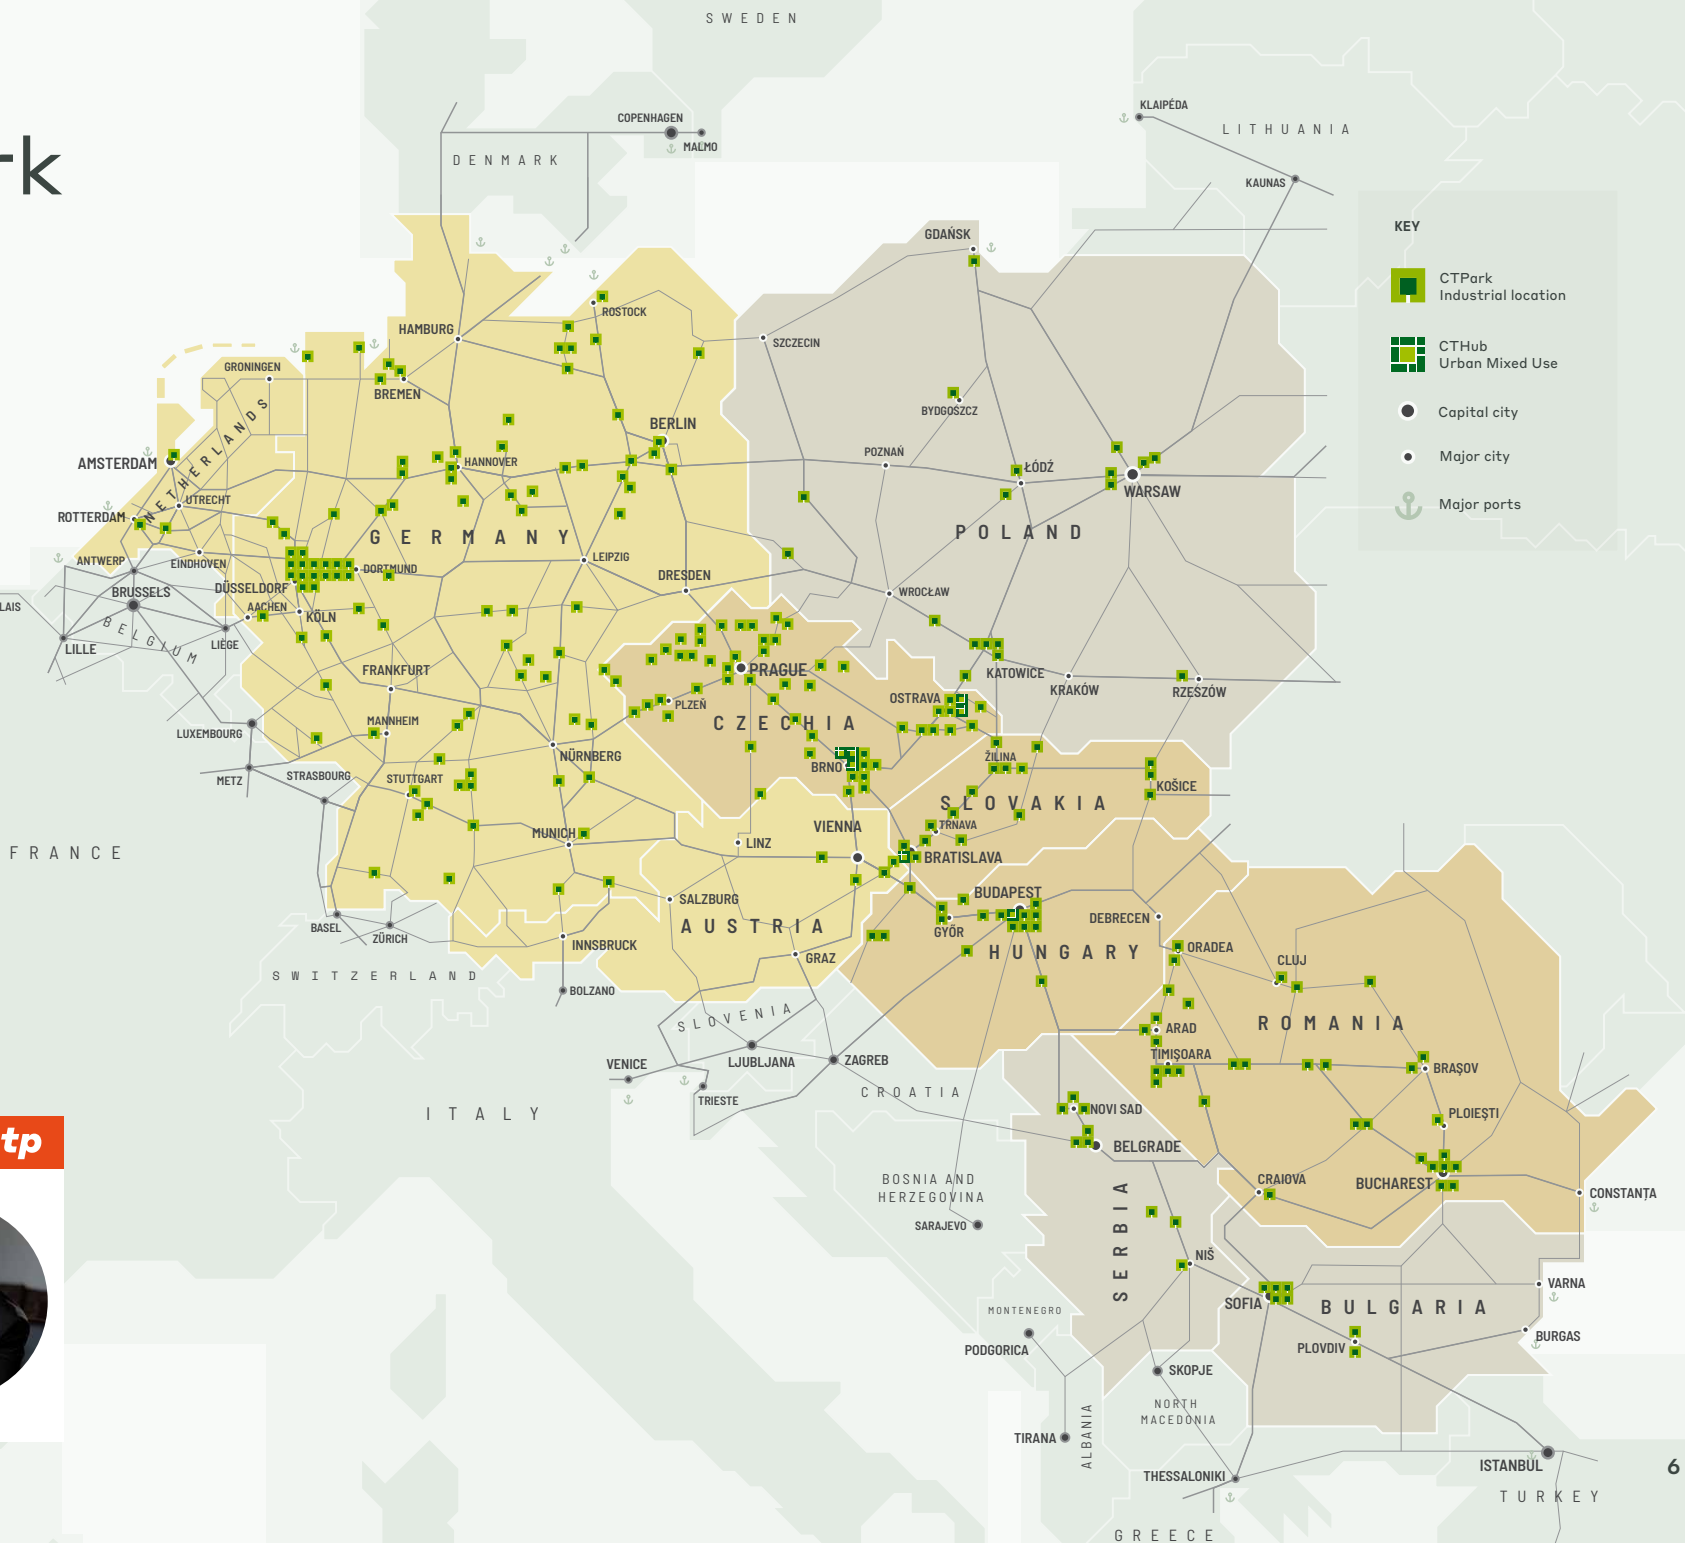 rk
SWEDEN
COPENHAGEN
MALMO
DENMARK
KLAIPÉDA
LITHUANIA
KAUNAS
KEY
CTPark
Industrial location
CTHub
Urban Mixed Use
Capital city
Major city
Major ports
GDAŃSK
ROSTOCK
HAMBURG
SZCZECIN
GRONINGEN
BREMEN
BYDGOSZCZ
BERLIN
NETHERLANDS
AMSTERDAM
HANNOVER
POZNAŃ
ŁÓDŹ
WARSAW
UTRECHT
ROTTERDAM
GERMANY
POLAND
ANTWERP
EINDHOVEN
LEIPZIG
DORTMUND
DRESDEN
DÜSSELDORF
BRUSSELS
WROCŁAW
LAIS
AACHEN
KÖLN
BELGIUM
LILLE
LIÈGE
FRANKFURT
PRAGUE
KATOWICE
KRAKÓW
RZESZÓW
OSTRAVA
PLZEŇ
CZECHIA
LUXEMBOURG
MANNHEIM
NÜRNBERG
ŽILINA
BRNO
METZ
STRASBOURG
STUTTGART
KOŠICE
SLOVAKIA
VIENNA
TRNAVA
MUNICH
LINZ
BRATISLAVA
FRANCE
BUDAPEST
SALZBURG
DEBRECEN
BASEL
ZÜRICH
AUSTRIA
GYŐR
INNSBRUCK
HUNGARY
ORADEA
GRAZ
CLUJ
SWITZERLAND
BOLZANO
SLOVENIA
ROMANIA
ARAD
TIMIŞOARA
VENICE
LJUBLJANA
ZAGREB
BRAŞOV
CROATIA
TRIESTE
NOVI SAD
ITALY
PLOIEŞTI
tp
BELGRADE
BOSNIA AND
HERZEGOVINA
CRAIOVA
BUCHAREST
CONSTANȚA
SARAJEVO
SERBIA
NIŠ
VARNA
SOFIA
BULGARIA
MONTENEGRO
BURGAS
PODGORICA
PLOVDIV
SKOPJE
NORTH
MACEDONIA
TIRANA
ALBANIA
THESSALONIKI
ISTANBUL
6
TURKEY
GREECE